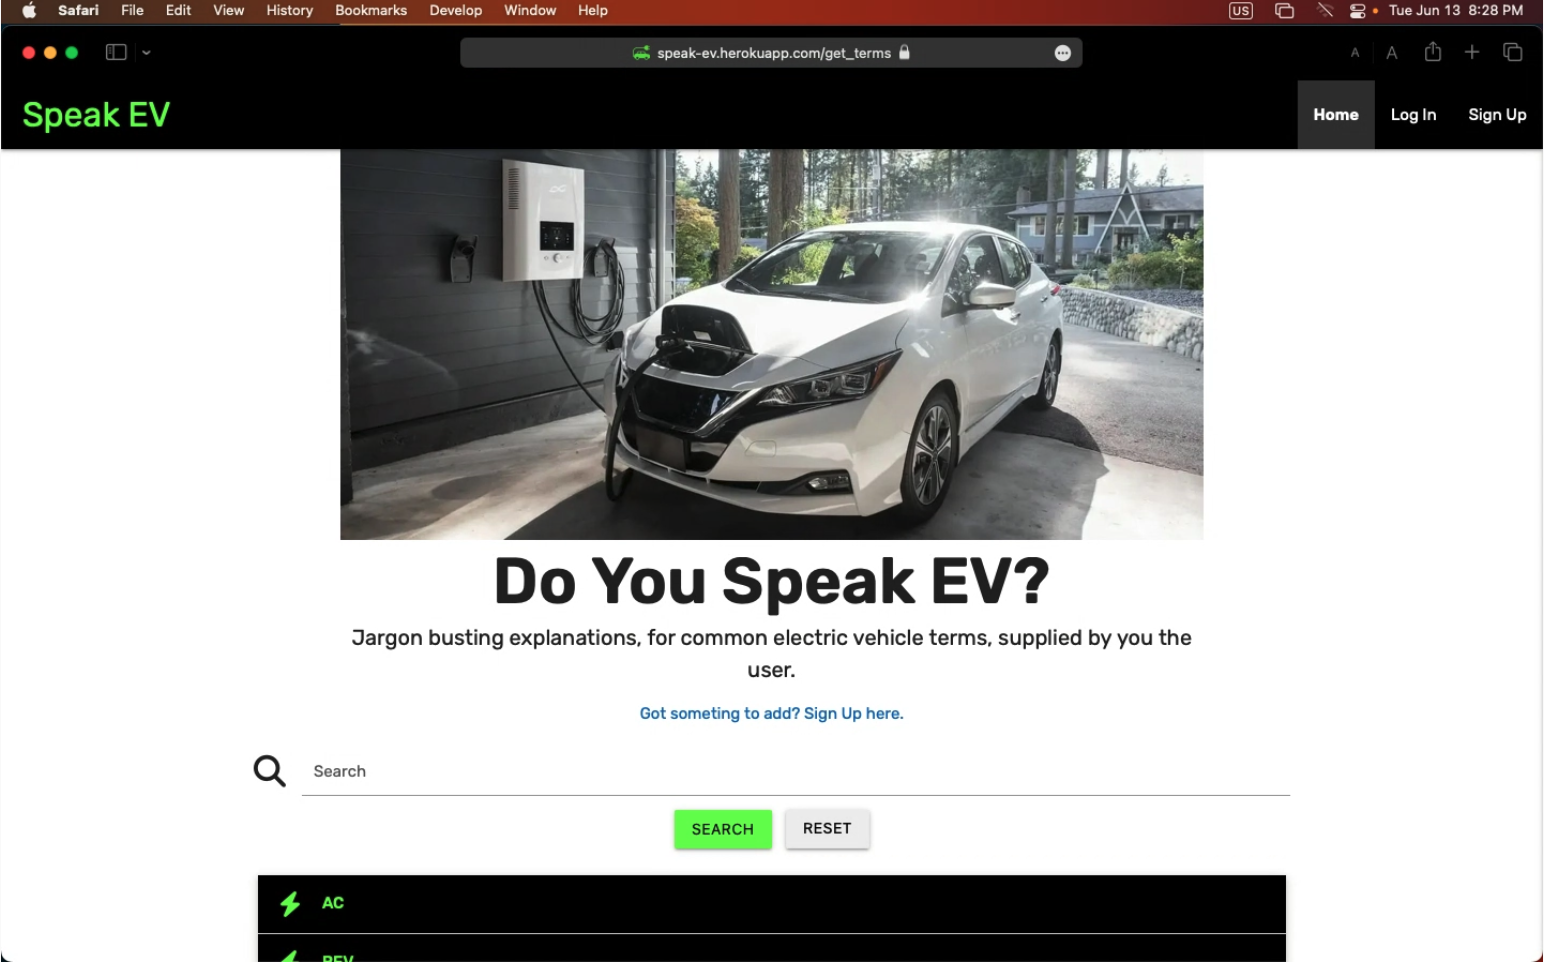 Safari File Edit View History Bookmarks Develop Window Help US Tue Jun 13 8:28 PM
speak-ev.herokuapp.com/get_terms A A
Speak EV Home Log In Sign Up
Do You Speak EV?
Jargon busting explanations, for common electric vehicle terms, supplied by you the
user.
Got someting to add? Sign Up here.
Search
SEARCH RESET
AC
BEV